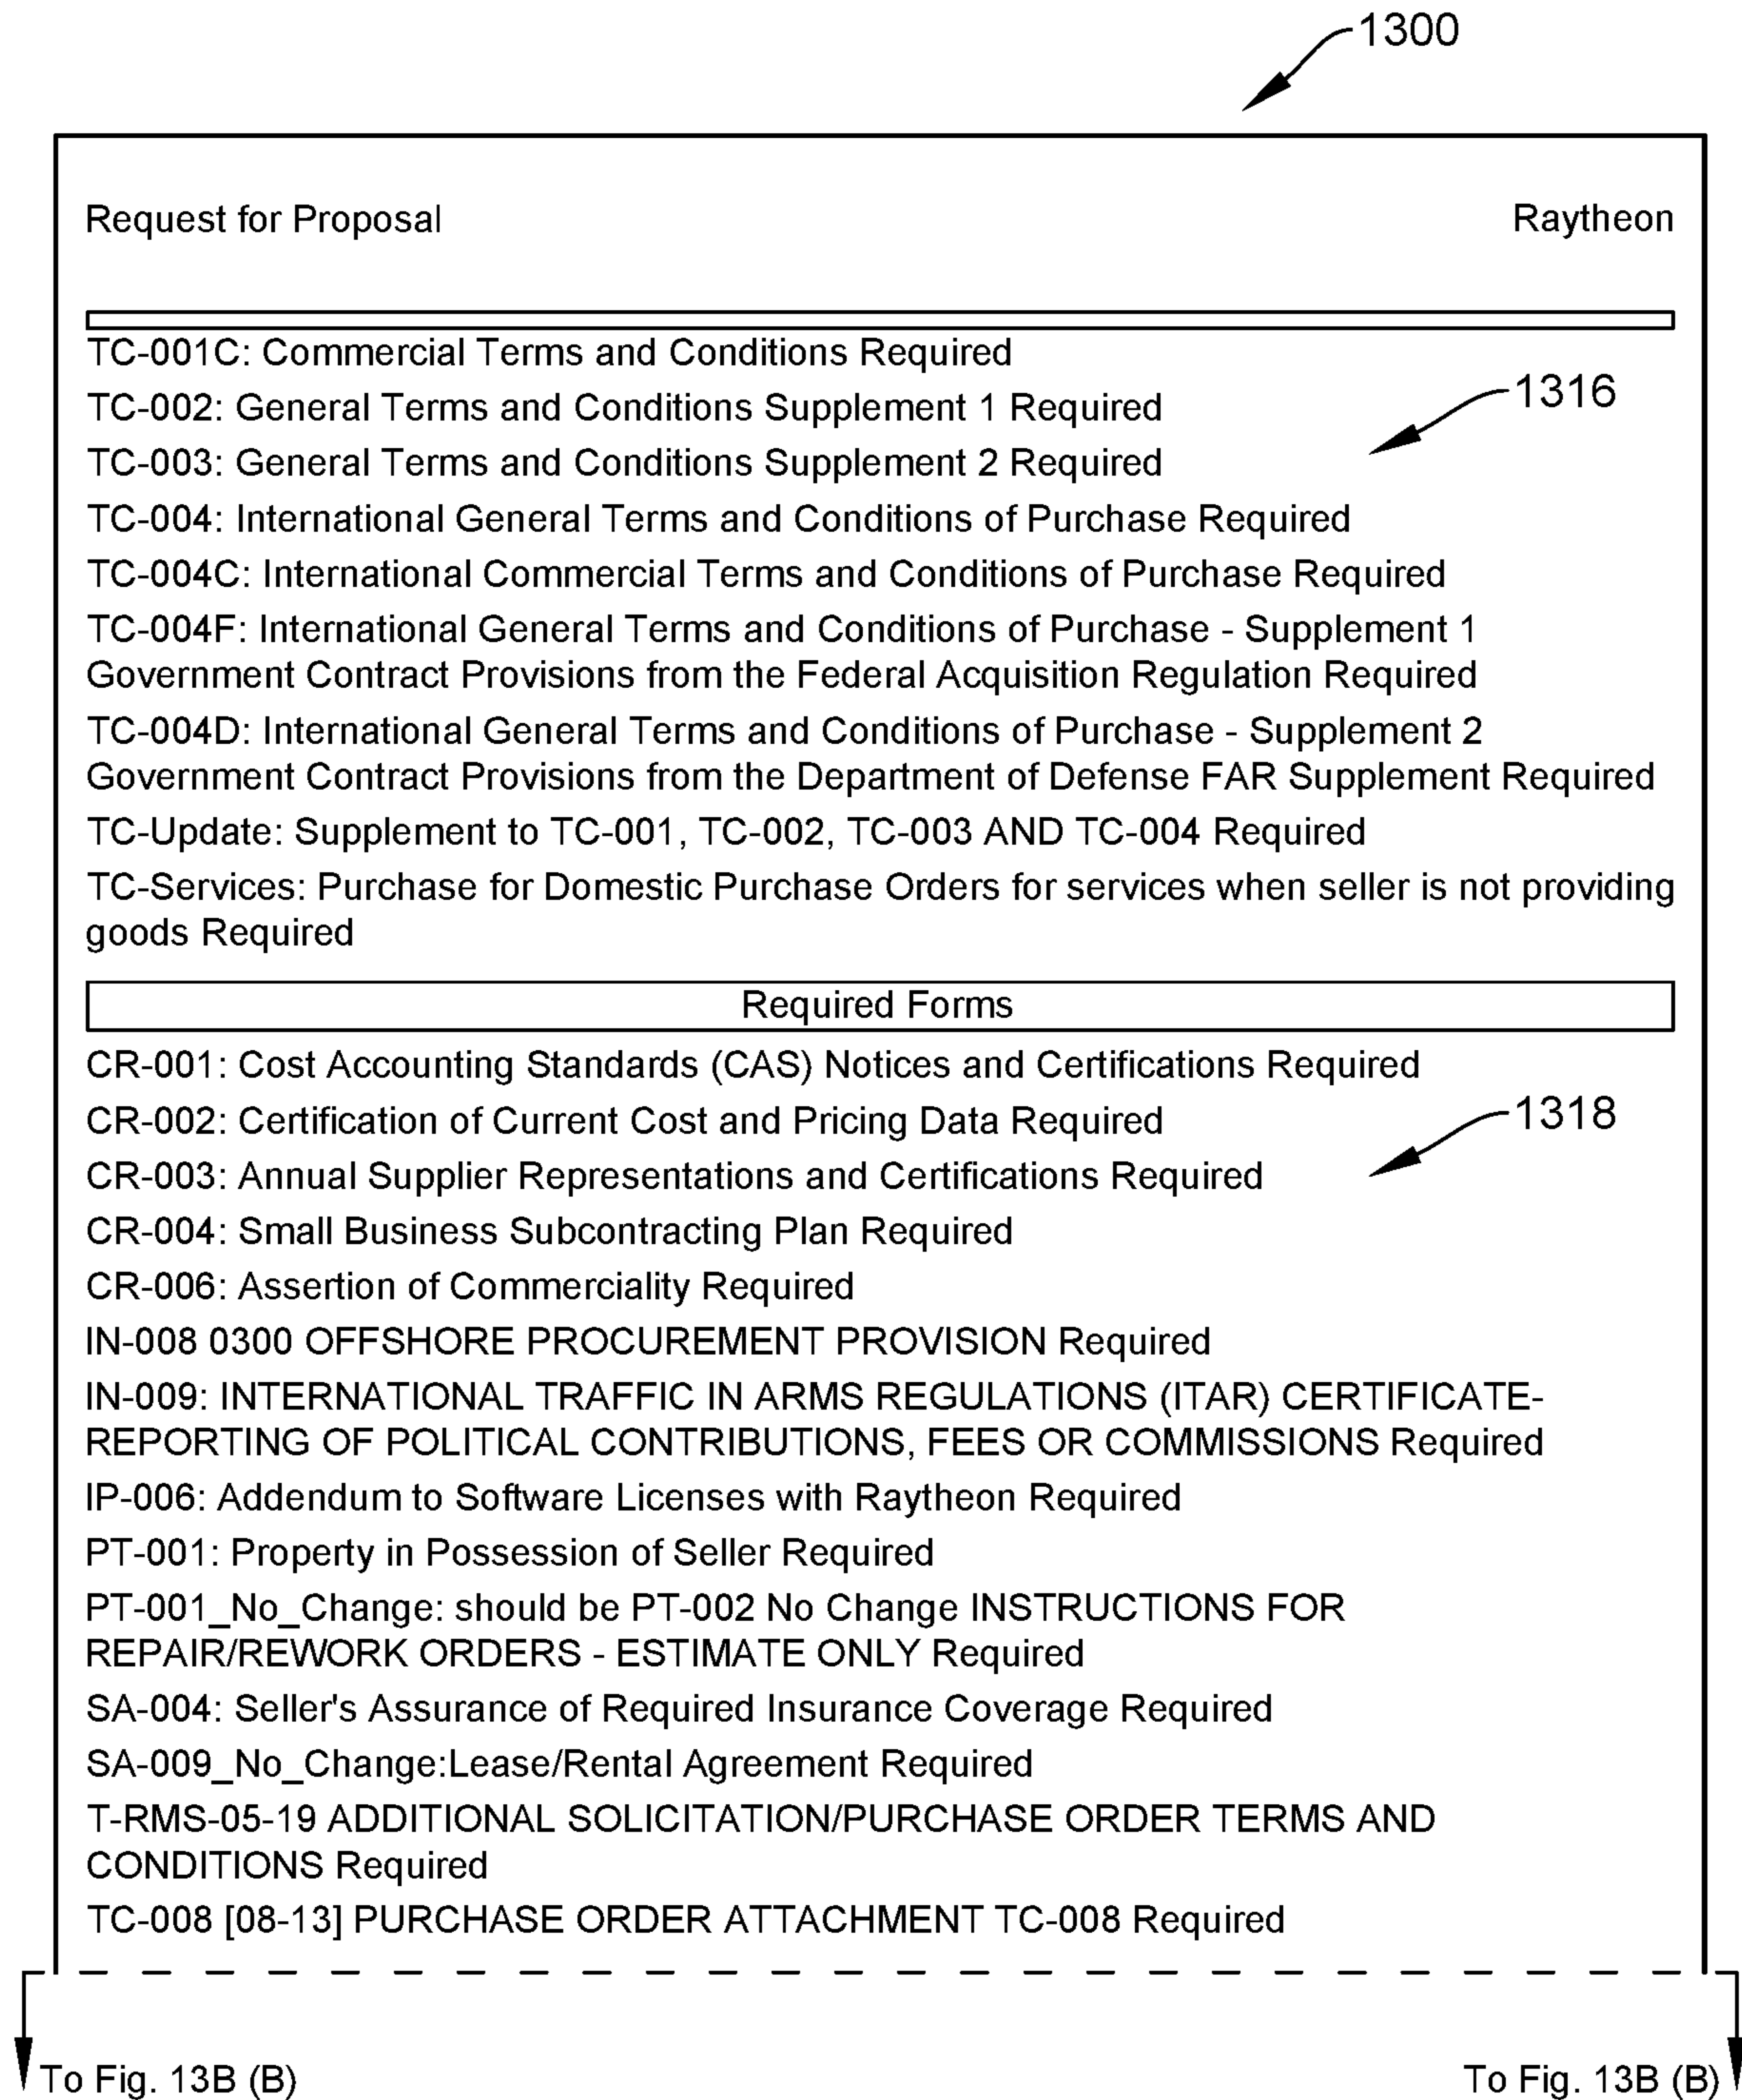 1300
Request for Proposal Raytheon
TC-001C: Commercial Terms and Conditions Required
TC-002: General Terms and Conditions Supplement 1 Required
1316
TC-003: General Terms and Conditions Supplement 2 Required
TC-004: International General Terms and Conditions of Purchase Required
TC-004C: International Commercial Terms and Conditions of Purchase Required
TC-004F: International General Terms and Conditions of Purchase - Supplement 1
Government Contract Provisions from the Federal Acquisition Regulation Required
TC-004D: International General Terms and Conditions of Purchase - Supplement 2
Government Contract Provisions from the Department of Defense FAR Supplement Required
TC-Update: Supplement to TC-001, TC-002, TC-003 AND TC-004 Required
TC-Services: Purchase for Domestic Purchase Orders for services when seller is not providing
goods Required
Required Forms
CR-001: Cost Accounting Standards (CAS) Notices and Certifications Required
CR-002: Certification of Current Cost and Pricing Data Required
1318
CR-003: Annual Supplier Representations and Certifications Required
CR-004: Small Business Subcontracting Plan Required
CR-006: Assertion of Commerciality Required
IN-008 0300 OFFSHORE PROCUREMENT PROVISION Required
IN-009: INTERNATIONAL TRAFFIC IN ARMS REGULATIONS (ITAR) CERTIFICATE-
REPORTING OF POLITICAL CONTRIBUTIONS, FEES OR COMMISSIONS Required
IP-006: Addendum to Software Licenses with Raytheon Required
PT-001: Property in Possession of Seller Required
PT-001_No_Change: should be PT-002 No Change INSTRUCTIONS FOR
REPAIR/REWORK ORDERS - ESTIMATE ONLY Required
SA-004: Seller's Assurance of Required Insurance Coverage Required
SA-009_No_Change:Lease/Rental Agreement Required
T-RMS-05-19 ADDITIONAL SOLICITATION/PURCHASE ORDER TERMS AND
CONDITIONS Required
TC-008 [08-13] PURCHASE ORDER ATTACHMENT TC-008 Required
To Fig. 13B (B) To Fig. 13B (B)